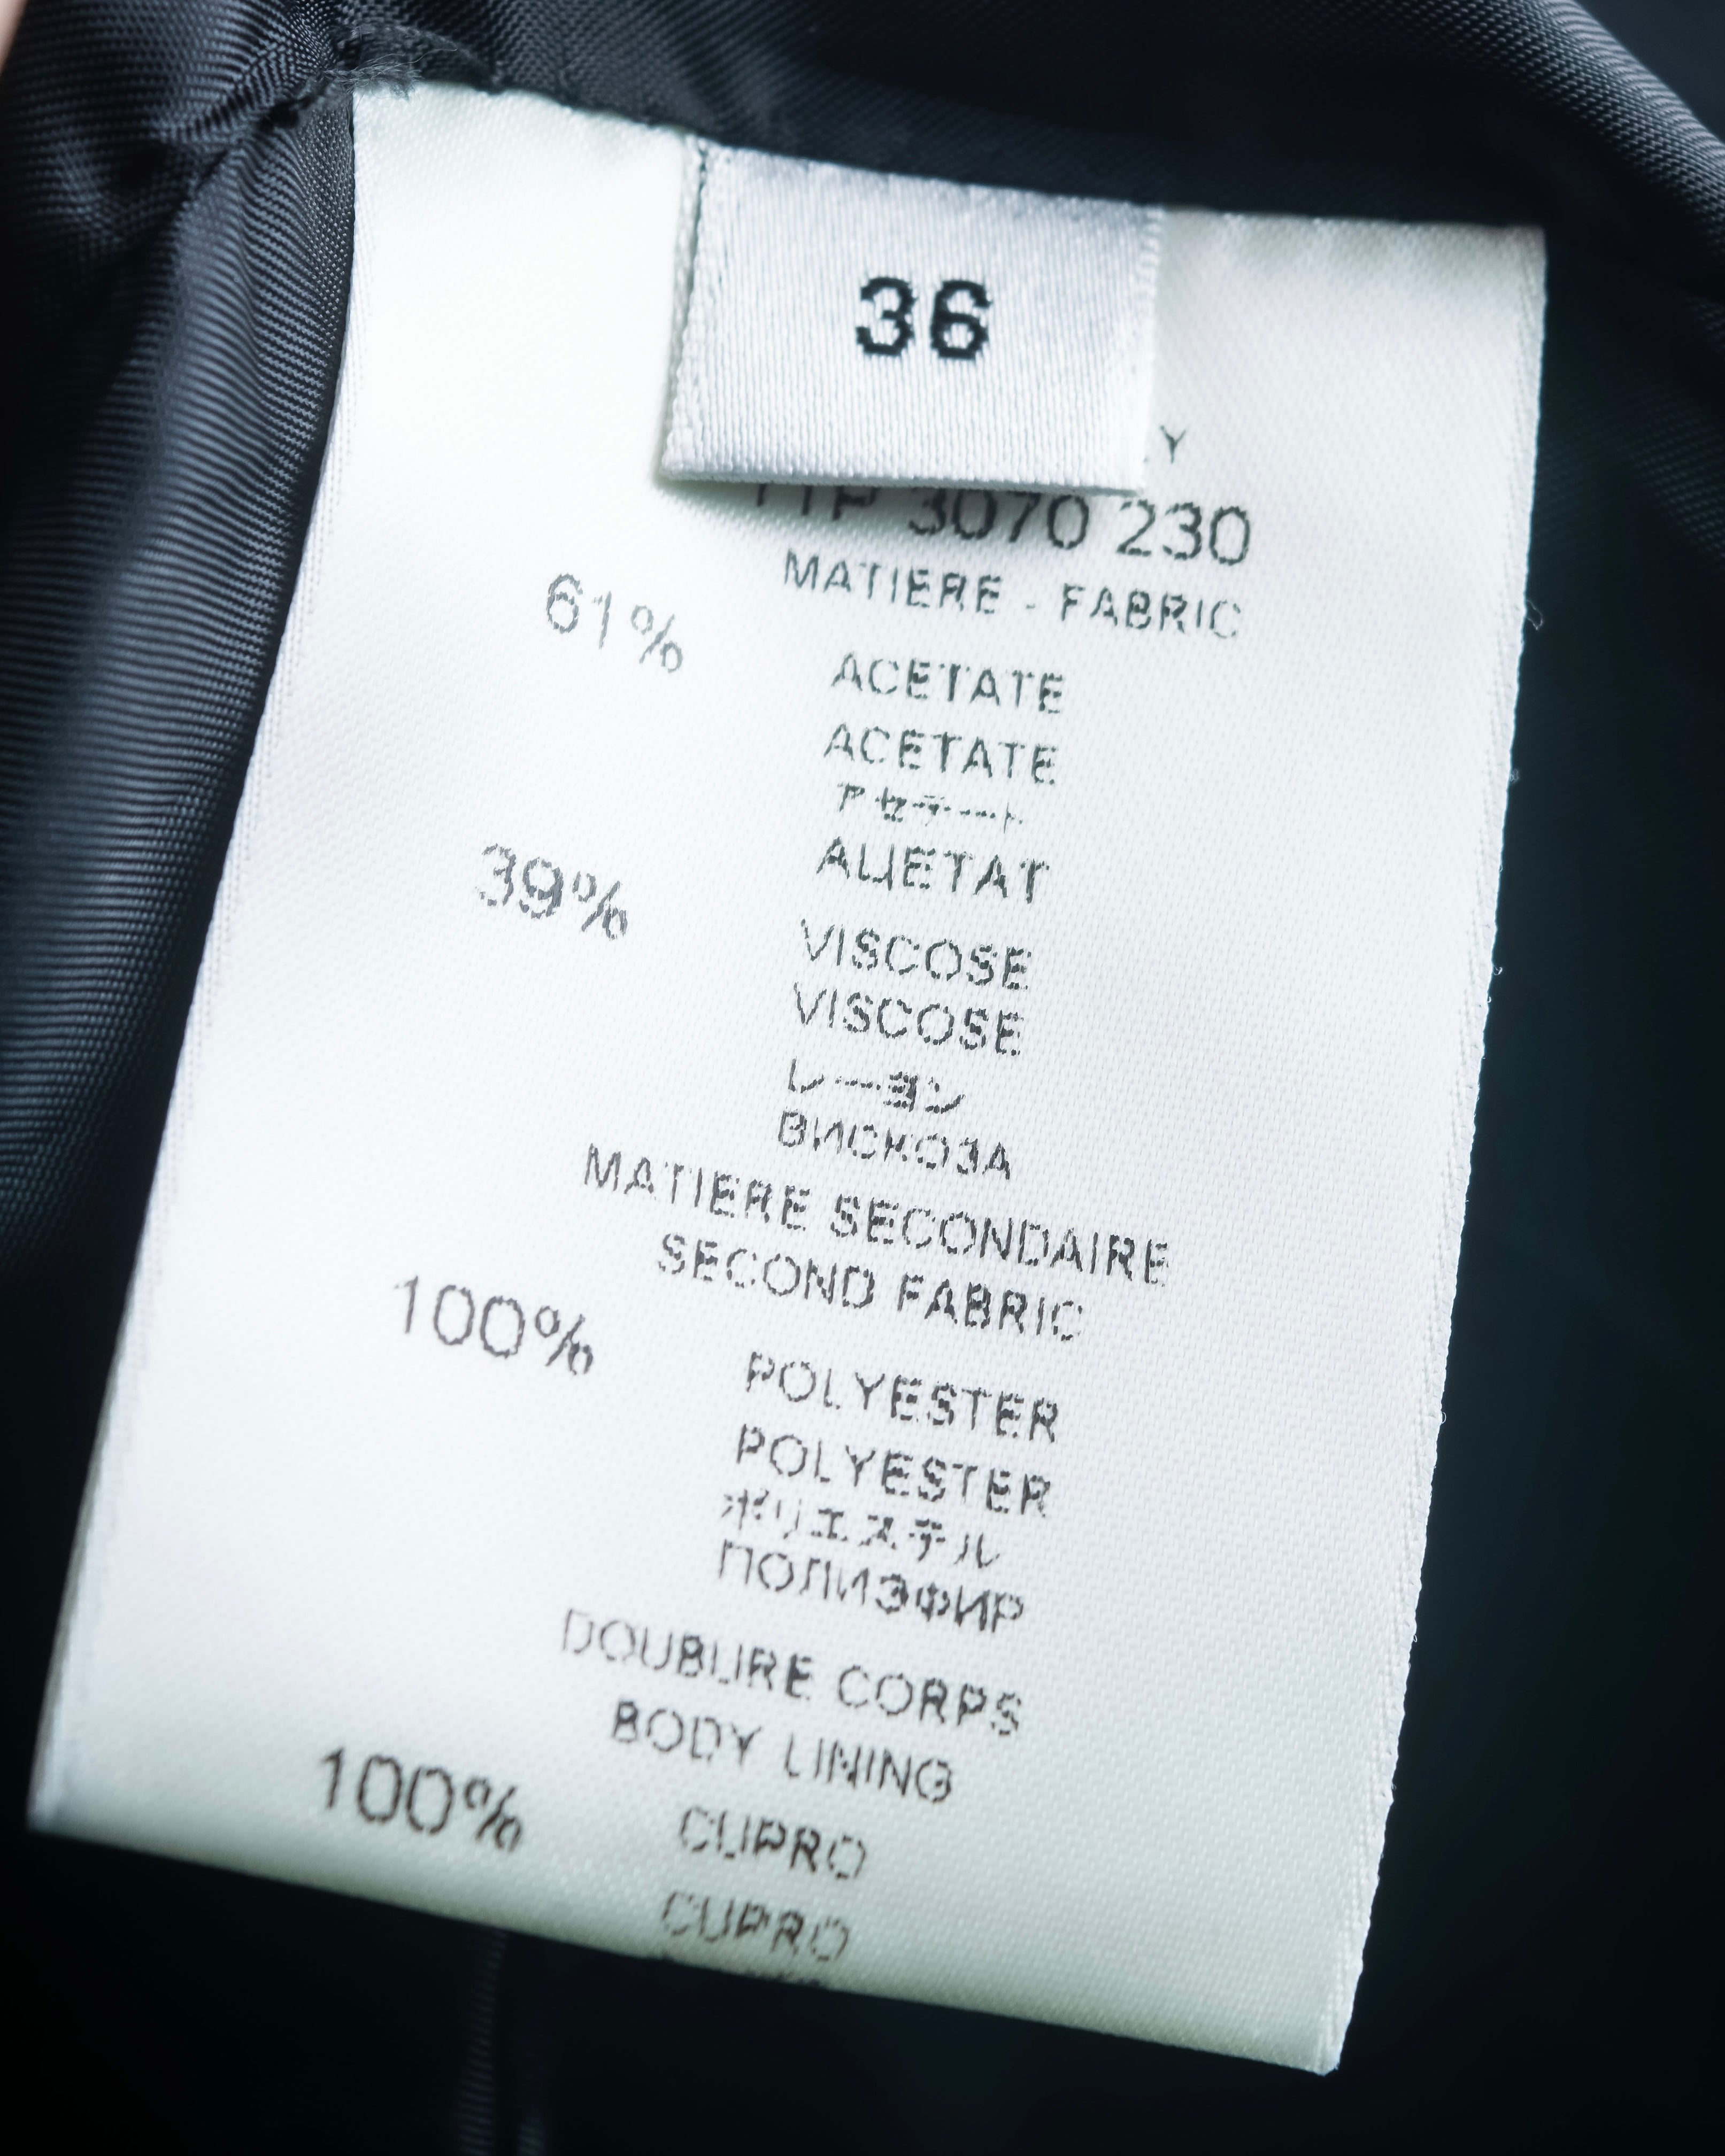 36
Y
3070 230
MATIERE - FABRIC
61%
ACETATE
ACETATE
アセテート
АЦЕТАТ
39%
VISCOSE
VISCOSE
レーヨン
ВИСКОЗА
MATIERE SECONDAIRE
SECOND FABRIC
100%
POLYESTER
POLYESTER
ポリエステル
ПОЛИЭФИР
DOUBLURE CORPS
BODY LINING
100%
CUPRO
CUPRO